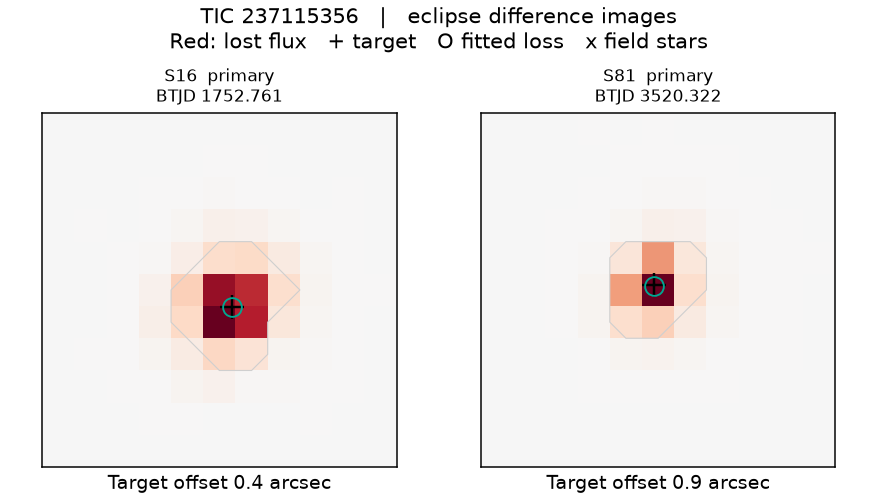 TIC 237115356 | eclipse difference images
Red: lost flux + target O fitted loss x field stars
S16 primary
BTJD 1752.761
S81 primary
BTJD 3520.322
Target offset 0.4 arcsec
Target offset 0.9 arcsec